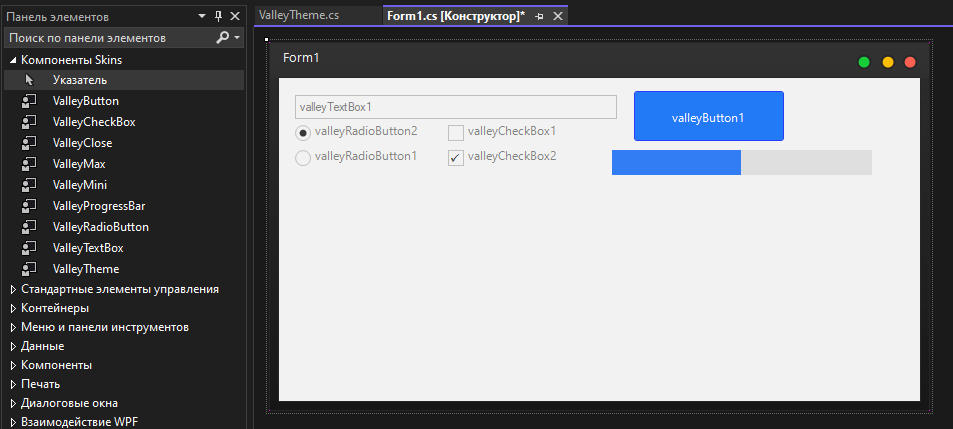 Панель элементов
Поиск по панели элементов
Компоненты Skins
Указатель
ValleyButton
ValleyCheckBox
ValleyClose
ValleyMax
ValleyMini
ValleyProgressBar
ValleyRadioButton
ValleyTextBox
ValleyTheme
Стандартные элементы управления
Контейнеры
Меню и панели инструментов
Данные
Компоненты
Печать
Диалоговые окна
Взаимодействие WPF
ValleyTheme.cs
Form1.cs [Конструктор]*
Form1
valleyTextBox1
valleyButton1
valleyRadioButton2
valleyCheckBox1
valleyRadioButton1
valleyCheckBox2